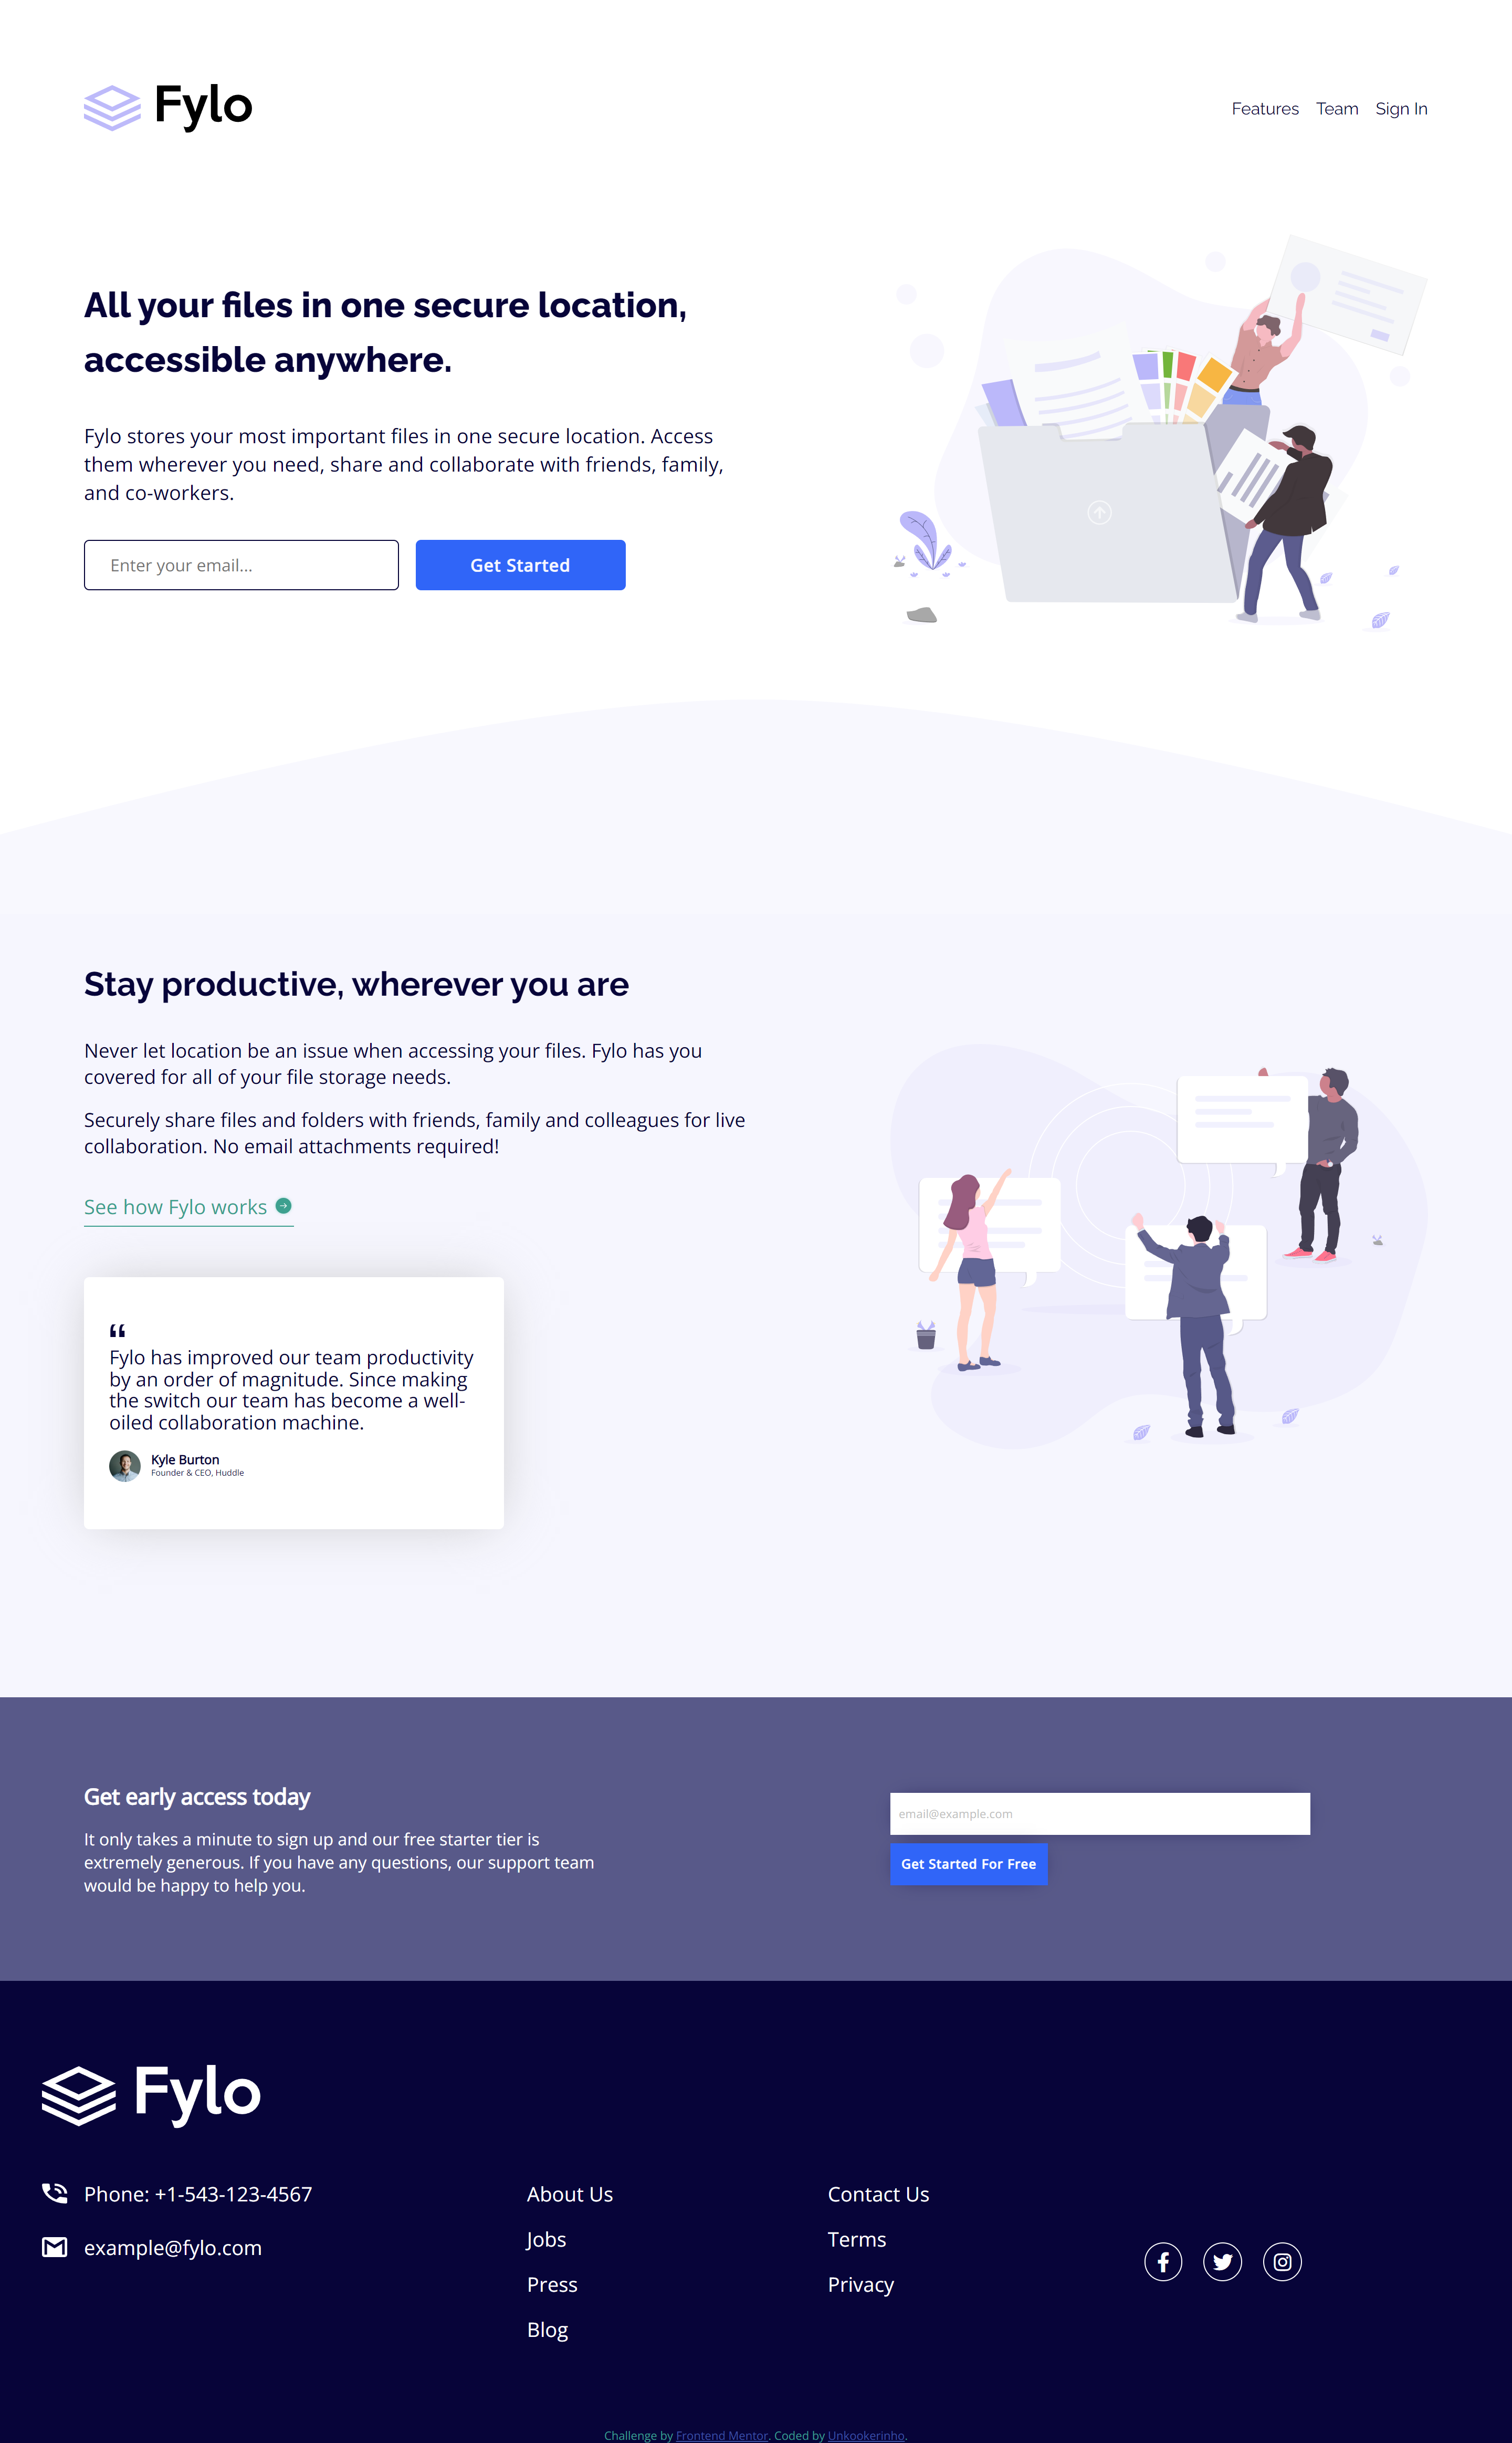 Fylo
Features Team Sign In
All your files in one secure location,
accessible anywhere.
Fylo stores your most important files in one secure location. Access
them wherever you need, share and collaborate with friends, family,
and co-workers.
Enter your email...
Get Started
Stay productive, wherever you are
Never let location be an issue when accessing your files. Fylo has you
covered for all of your file storage needs.
Securely share files and folders with friends, family and colleagues for live
collaboration. No email attachments required!
See how Fylo works
“
Fylo has improved our team productivity
by an order of magnitude. Since making
the switch our team has become a well-
oiled collaboration machine.
Kyle Burton
Founder & CEO, Huddle
Get early access today
It only takes a minute to sign up and our free starter tier is
extremely generous. If you have any questions, our support team
would be happy to help you.
email@example.com
Get Started For Free
Fylo
Phone: +1-543-123-4567
example@fylo.com
About Us
Jobs
Press
Blog
Contact Us
Terms
Privacy
Challenge by Frontend Mentor. Coded by Unkookerinho.